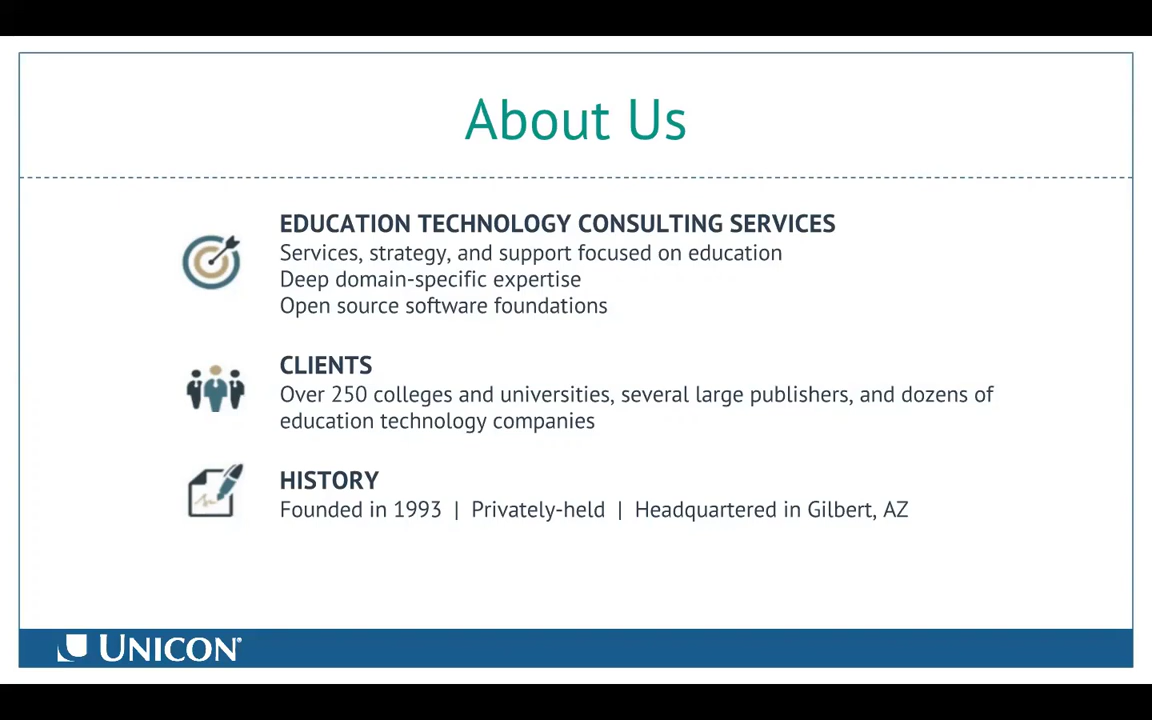 About Us
EDUCATION TECHNOLOGY CONSULTING SERVICES
Services, strategy, and support focused on education
Deep domain-specific expertise
Open source software foundations
CLIENTS
Over 250 colleges and universities, several large publishers, and dozens of
education technology companies
HISTORY
Founded in 1993 | Privately-held | Headquartered in Gilbert, AZ
UNICON®